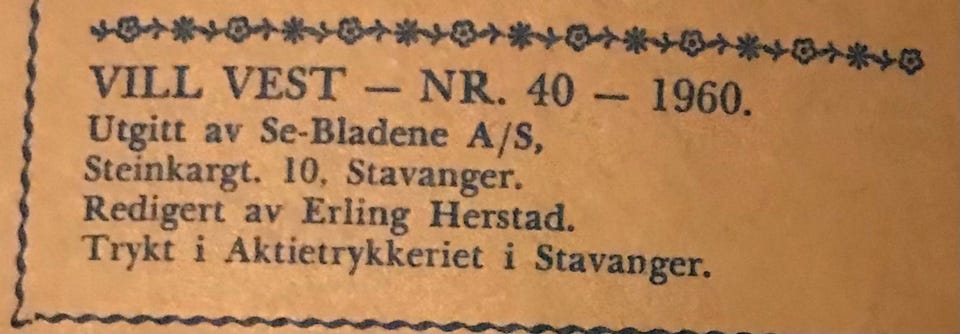 VILL VEST — NR. 40 — 1960.
Utgitt av Se-Bladene A/S,
Steinkargt. 10, Stavanger.
Redigert av Erling Herstad.
Trykt i Aktietrykkeriet i Stavanger.